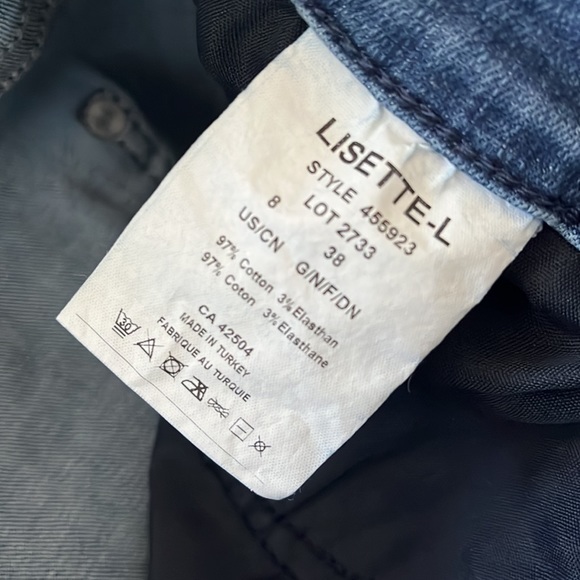 LISETTE-L
STYLE 455923
LOT 2733
8 38
US/CN G/N/F/DN
97% Cotton 3% Elasthan
97% Coton 3% Elasthane
CA 42504
MADE IN TURKEY
FABRIQUE AU TURQUIE
30